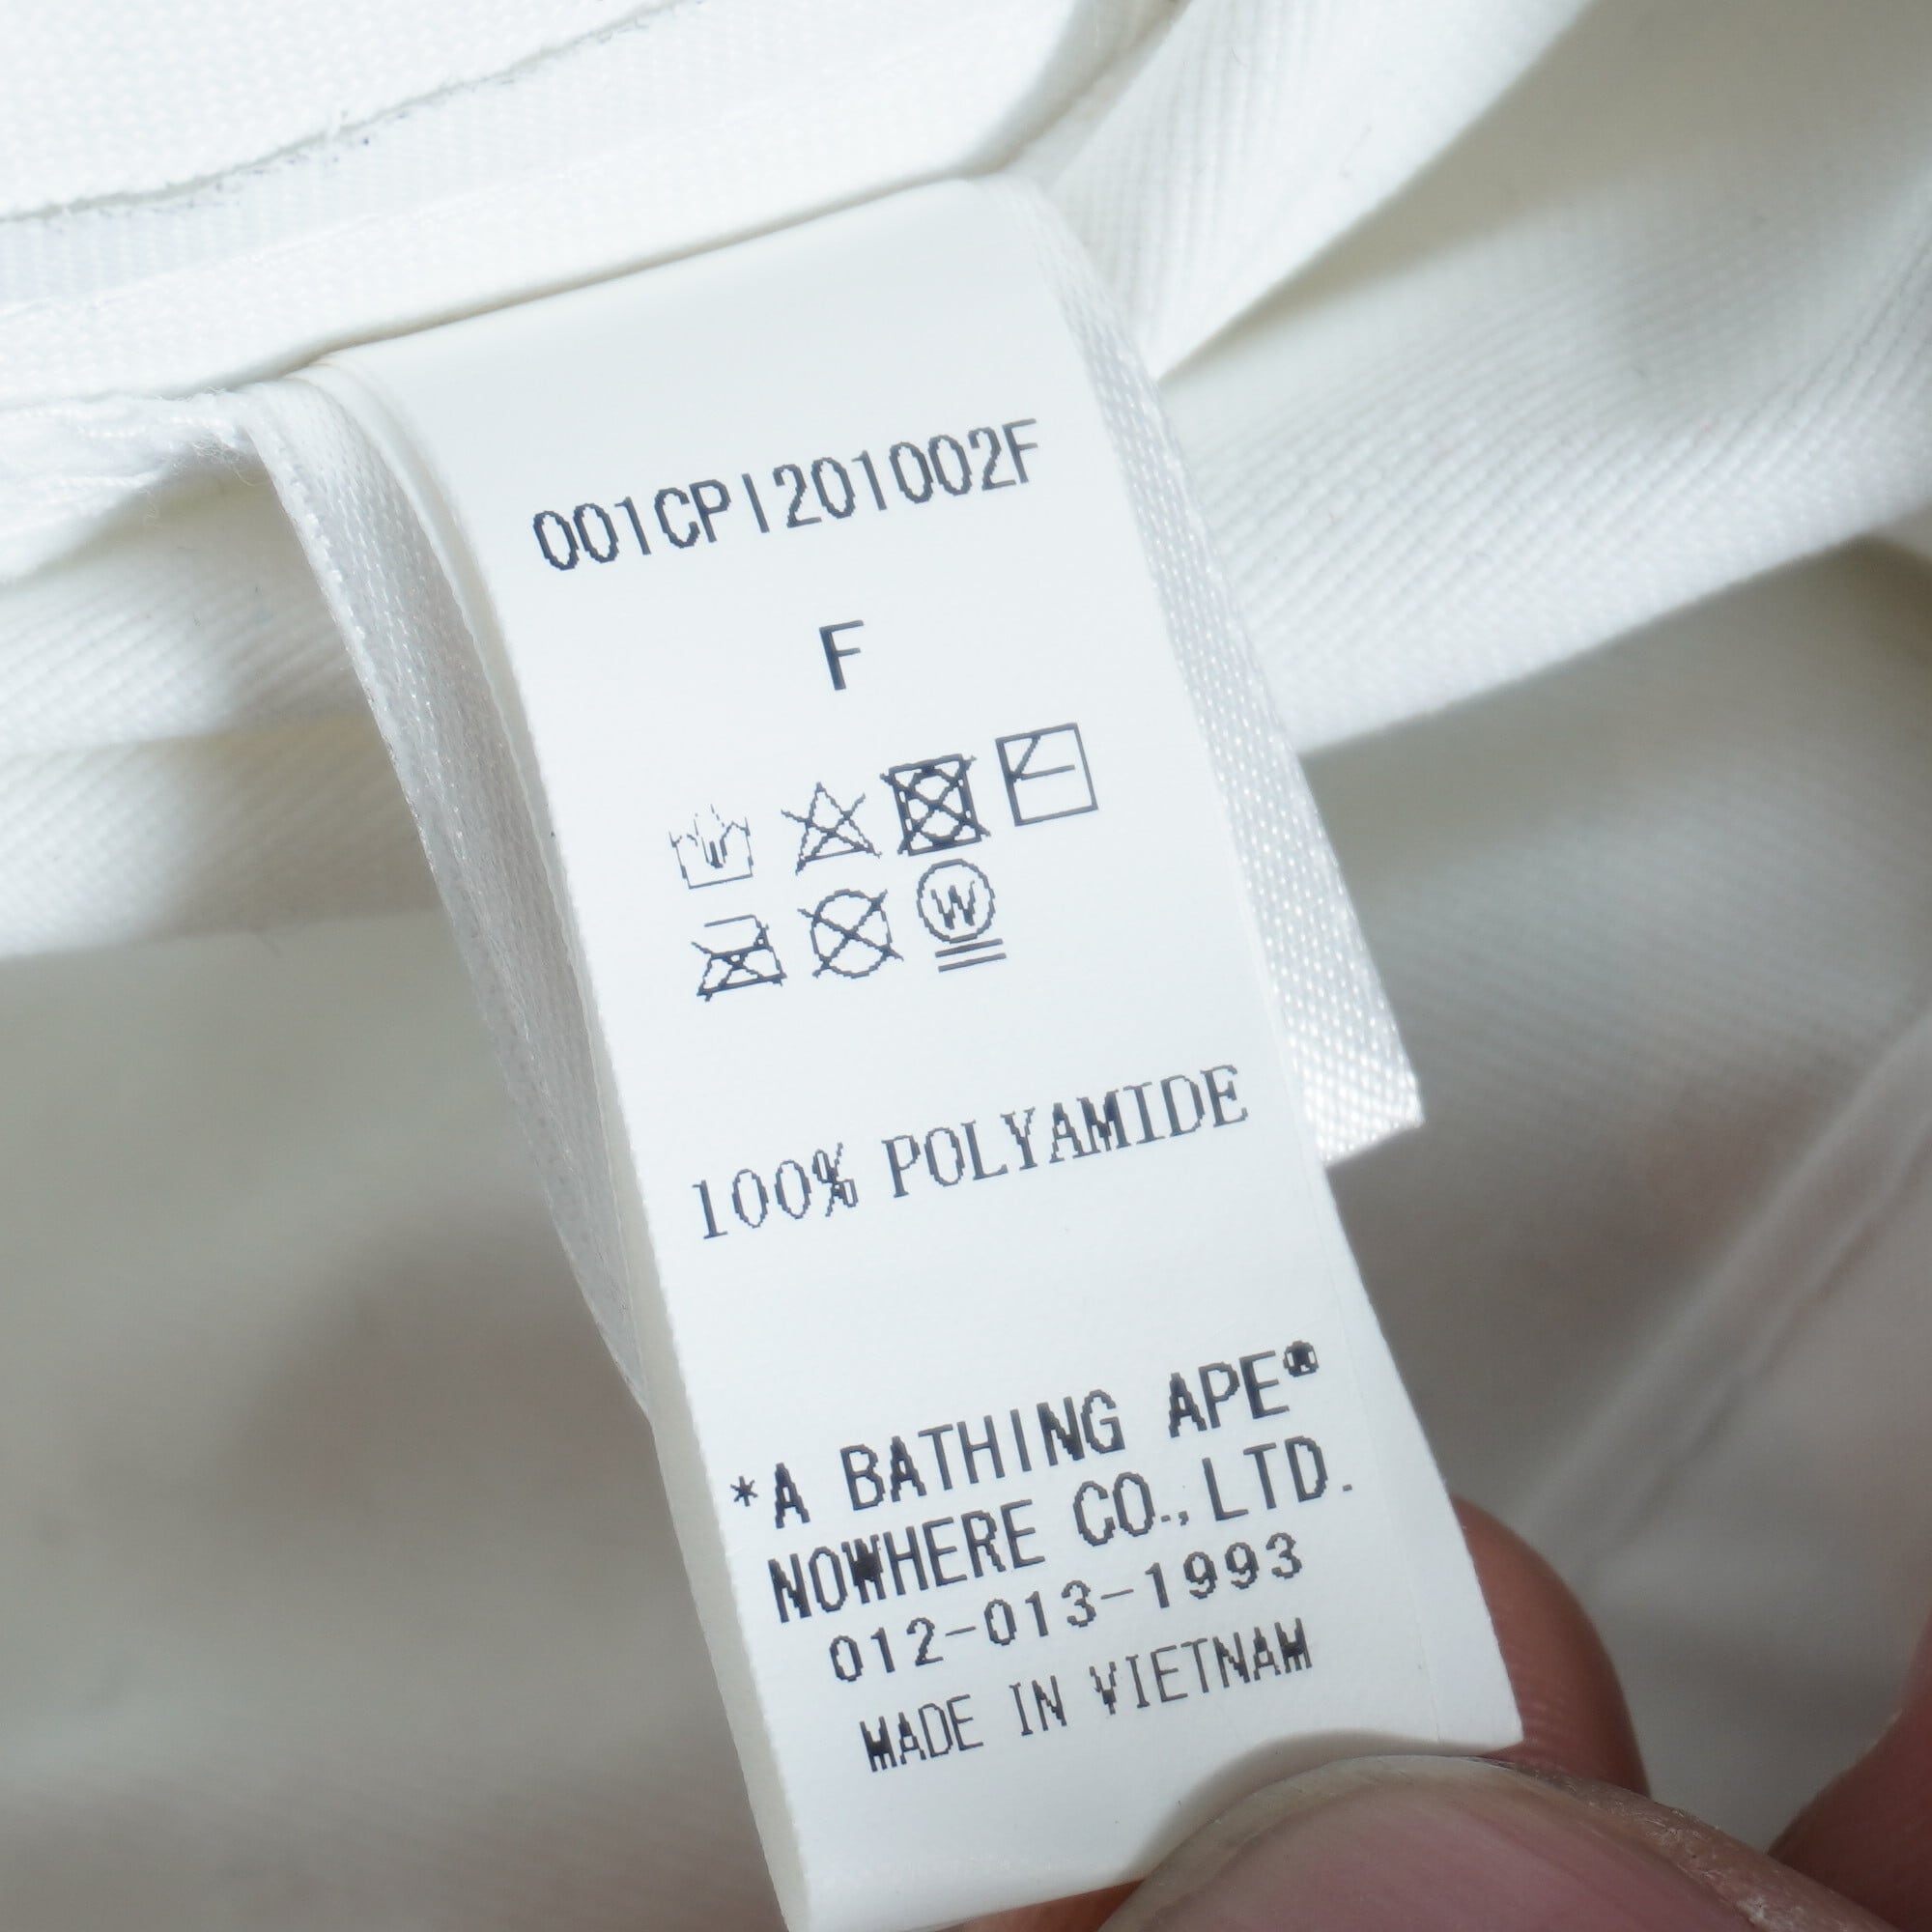 001CPI201002F
F
W
100% POLYAMIDE
*A BATHING APE®
NOWHERE CO.,LTD.
012-013-1993
MADE IN VIETNAM